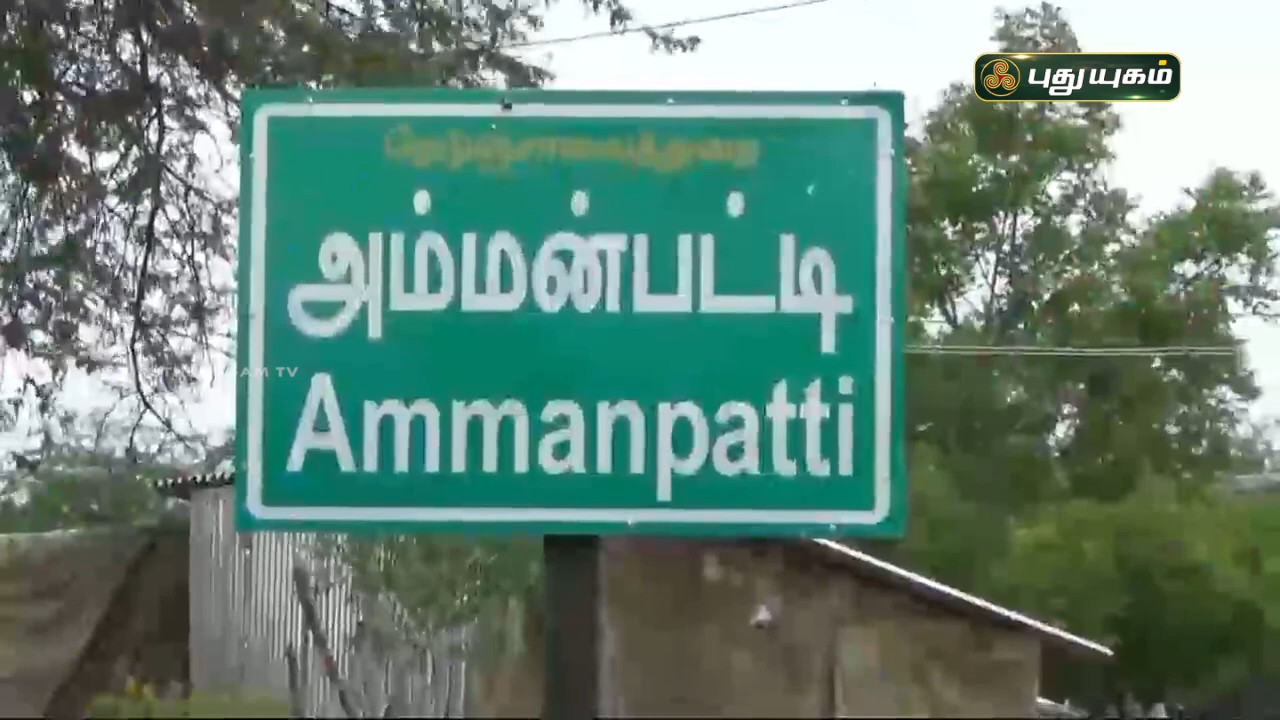 புதுயுகம்
நெடுஞ்சாலைத்துறை
அம்மன்பட்டி
Ammanpatti